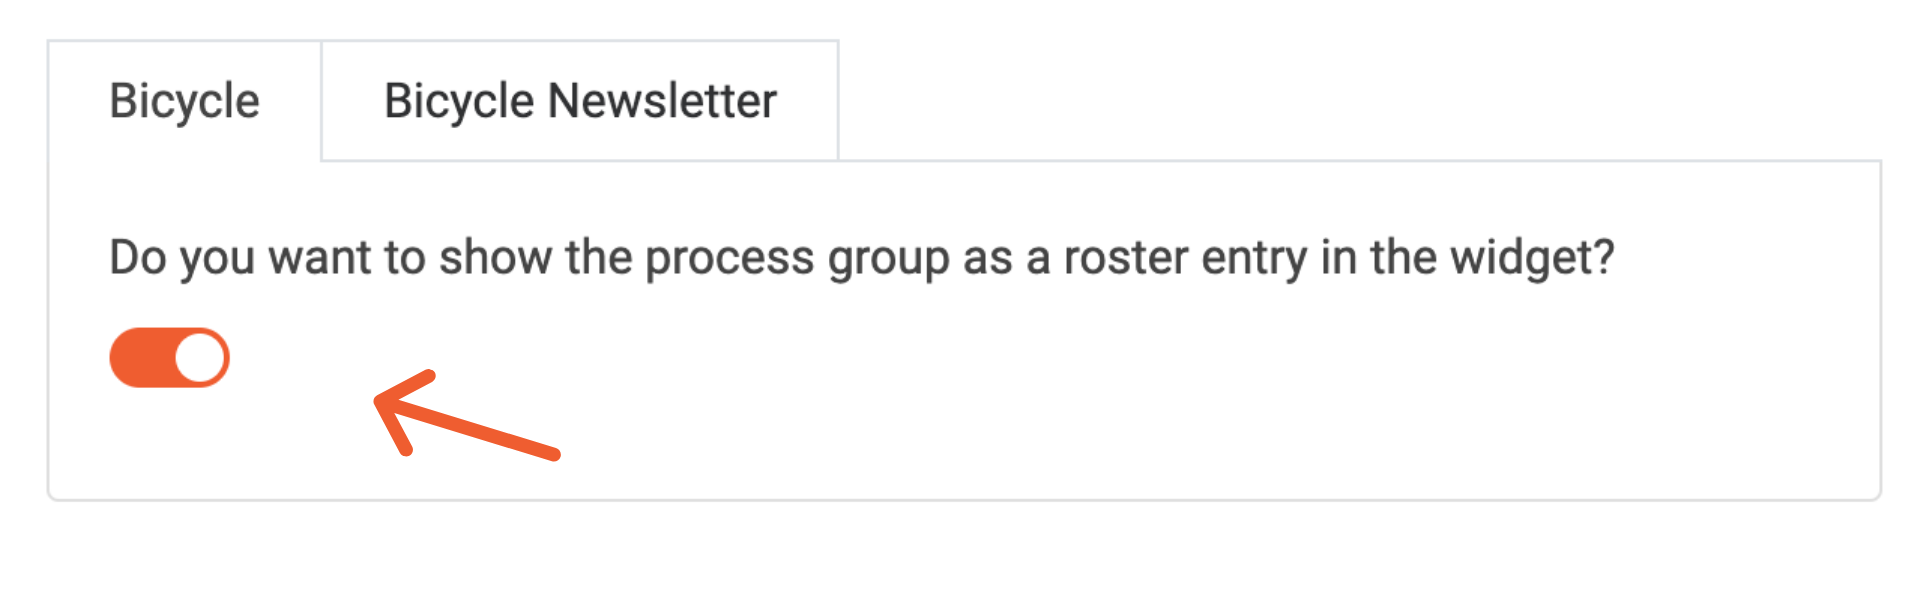 Bicycle
Bicycle Newsletter
Do you want to show the process group as a roster entry in the widget?